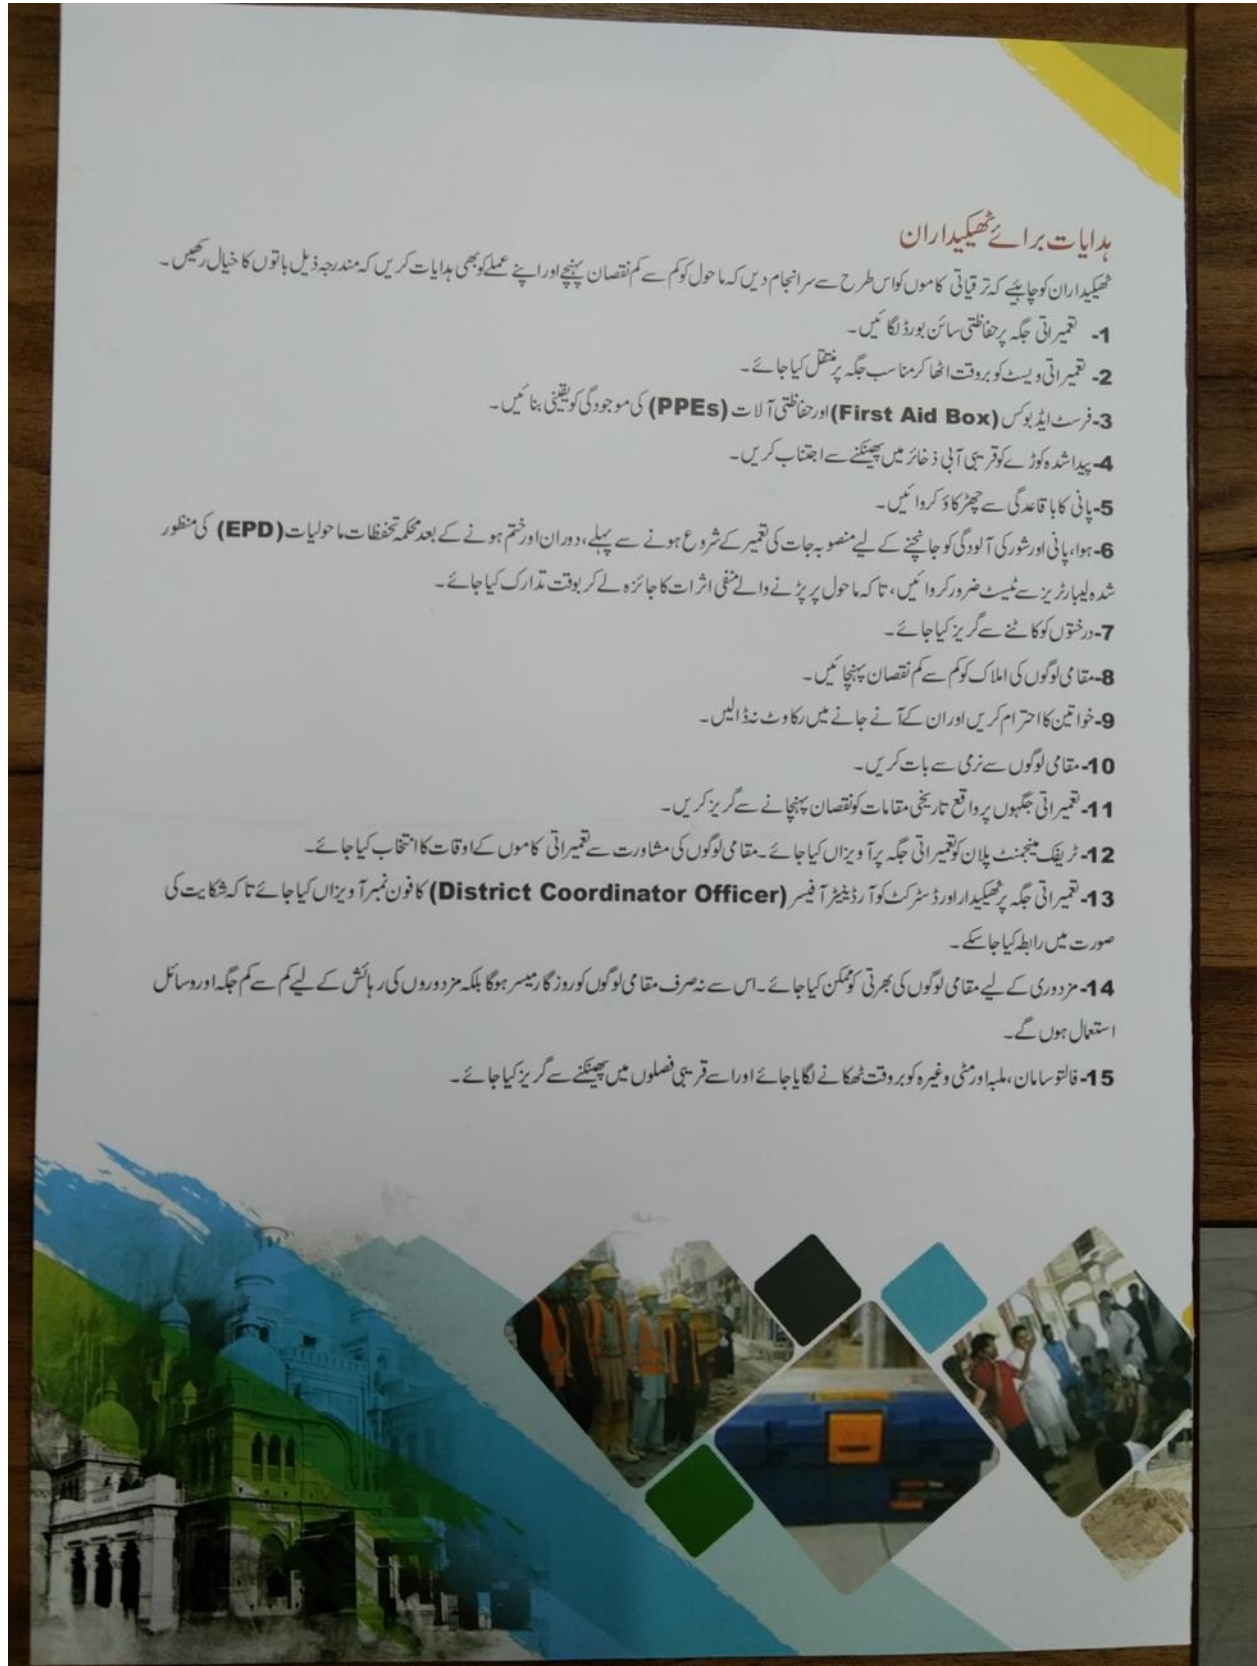 ہدایات برائے ٹھیکیداران
ٹھیکیداران کو چاہیئے کہ ترقیاتی کاموں کو اس طرح سے سرانجام دیں کہ ماحول کو کم سے کم نقصان پہنچے اور اپنے عملے کو بھی ہدایات کریں کہ مندرجہ ذیل باتوں کا خیال رکھیں۔
1- تعمیراتی جگہ پر حفاظتی سائن بورڈ لگائیں۔
2- تعمیراتی ویسٹ کو بروقت اٹھا کر مناسب جگہ پر منتقل کیا جائے۔
3- فرسٹ ایڈ بوکس (First Aid Box) اور حفاظتی آلات (PPEs) کی موجودگی کو یقینی بنائیں۔
4- پیدا شدہ کوڑے کو قریبی آبی ذخائر میں پھینکنے سے اجتناب کریں۔
5- پانی کا باقاعدگی سے چھڑکاؤ کروائیں۔
6- ہوا، پانی اور شور کی آلودگی کو جانچنے کے لیے منصوبہ جات کی تعمیر کے شروع ہونے سے پہلے، دوران اور ختم ہونے کے بعد محکمہ تحفظات ماحولیات (EPD) کی منظور
شدہ لیبارٹریز سے ٹیسٹ ضرور کروائیں، تاکہ ماحول پر پڑنے والے منفی اثرات کا جائزہ لے کر بوقت تدارک کیا جائے۔
7- درختوں کو کاٹنے سے گریز کیا جائے۔
8- مقامی لوگوں کی املاک کو کم سے کم نقصان پہنچائیں۔
9- خواتین کا احترام کریں اور ان کے آنے جانے میں رکاوٹ نہ ڈالیں۔
10- مقامی لوگوں سے نرمی سے بات کریں۔
11- تعمیراتی جگہوں پر واقع تاریخی مقامات کو نقصان پہنچانے سے گریز کریں۔
12- ٹریفک مینجمنٹ پلان کو تعمیراتی جگہ پر آویزاں کیا جائے۔ مقامی لوگوں کی مشاورت سے تعمیراتی کاموں کے اوقات کا انتخاب کیا جائے۔
13- تعمیراتی جگہ پر ٹھیکیدار اور ڈسٹرکٹ کوآرڈینیٹر آفیسر (District Coordinator Officer) کا فون نمبر آویزاں کیا جائے تاکہ شکایت کی
صورت میں رابطہ کیا جا سکے۔
14- مزدوری کے لیے مقامی لوگوں کی بھرتی کو ممکن کیا جائے۔ اس سے نہ صرف مقامی لوگوں کو روزگار میسر ہوگا بلکہ مزدوروں کی رہائش کے لیے کم سے کم جگہ اور وسائل
استعمال ہوں گے۔
15- فالتو سامان، ملبہ اور مٹی وغیرہ کو بروقت ٹھکانے لگایا جائے اور اسے قریبی فصلوں میں پھینکنے سے گریز کیا جائے۔